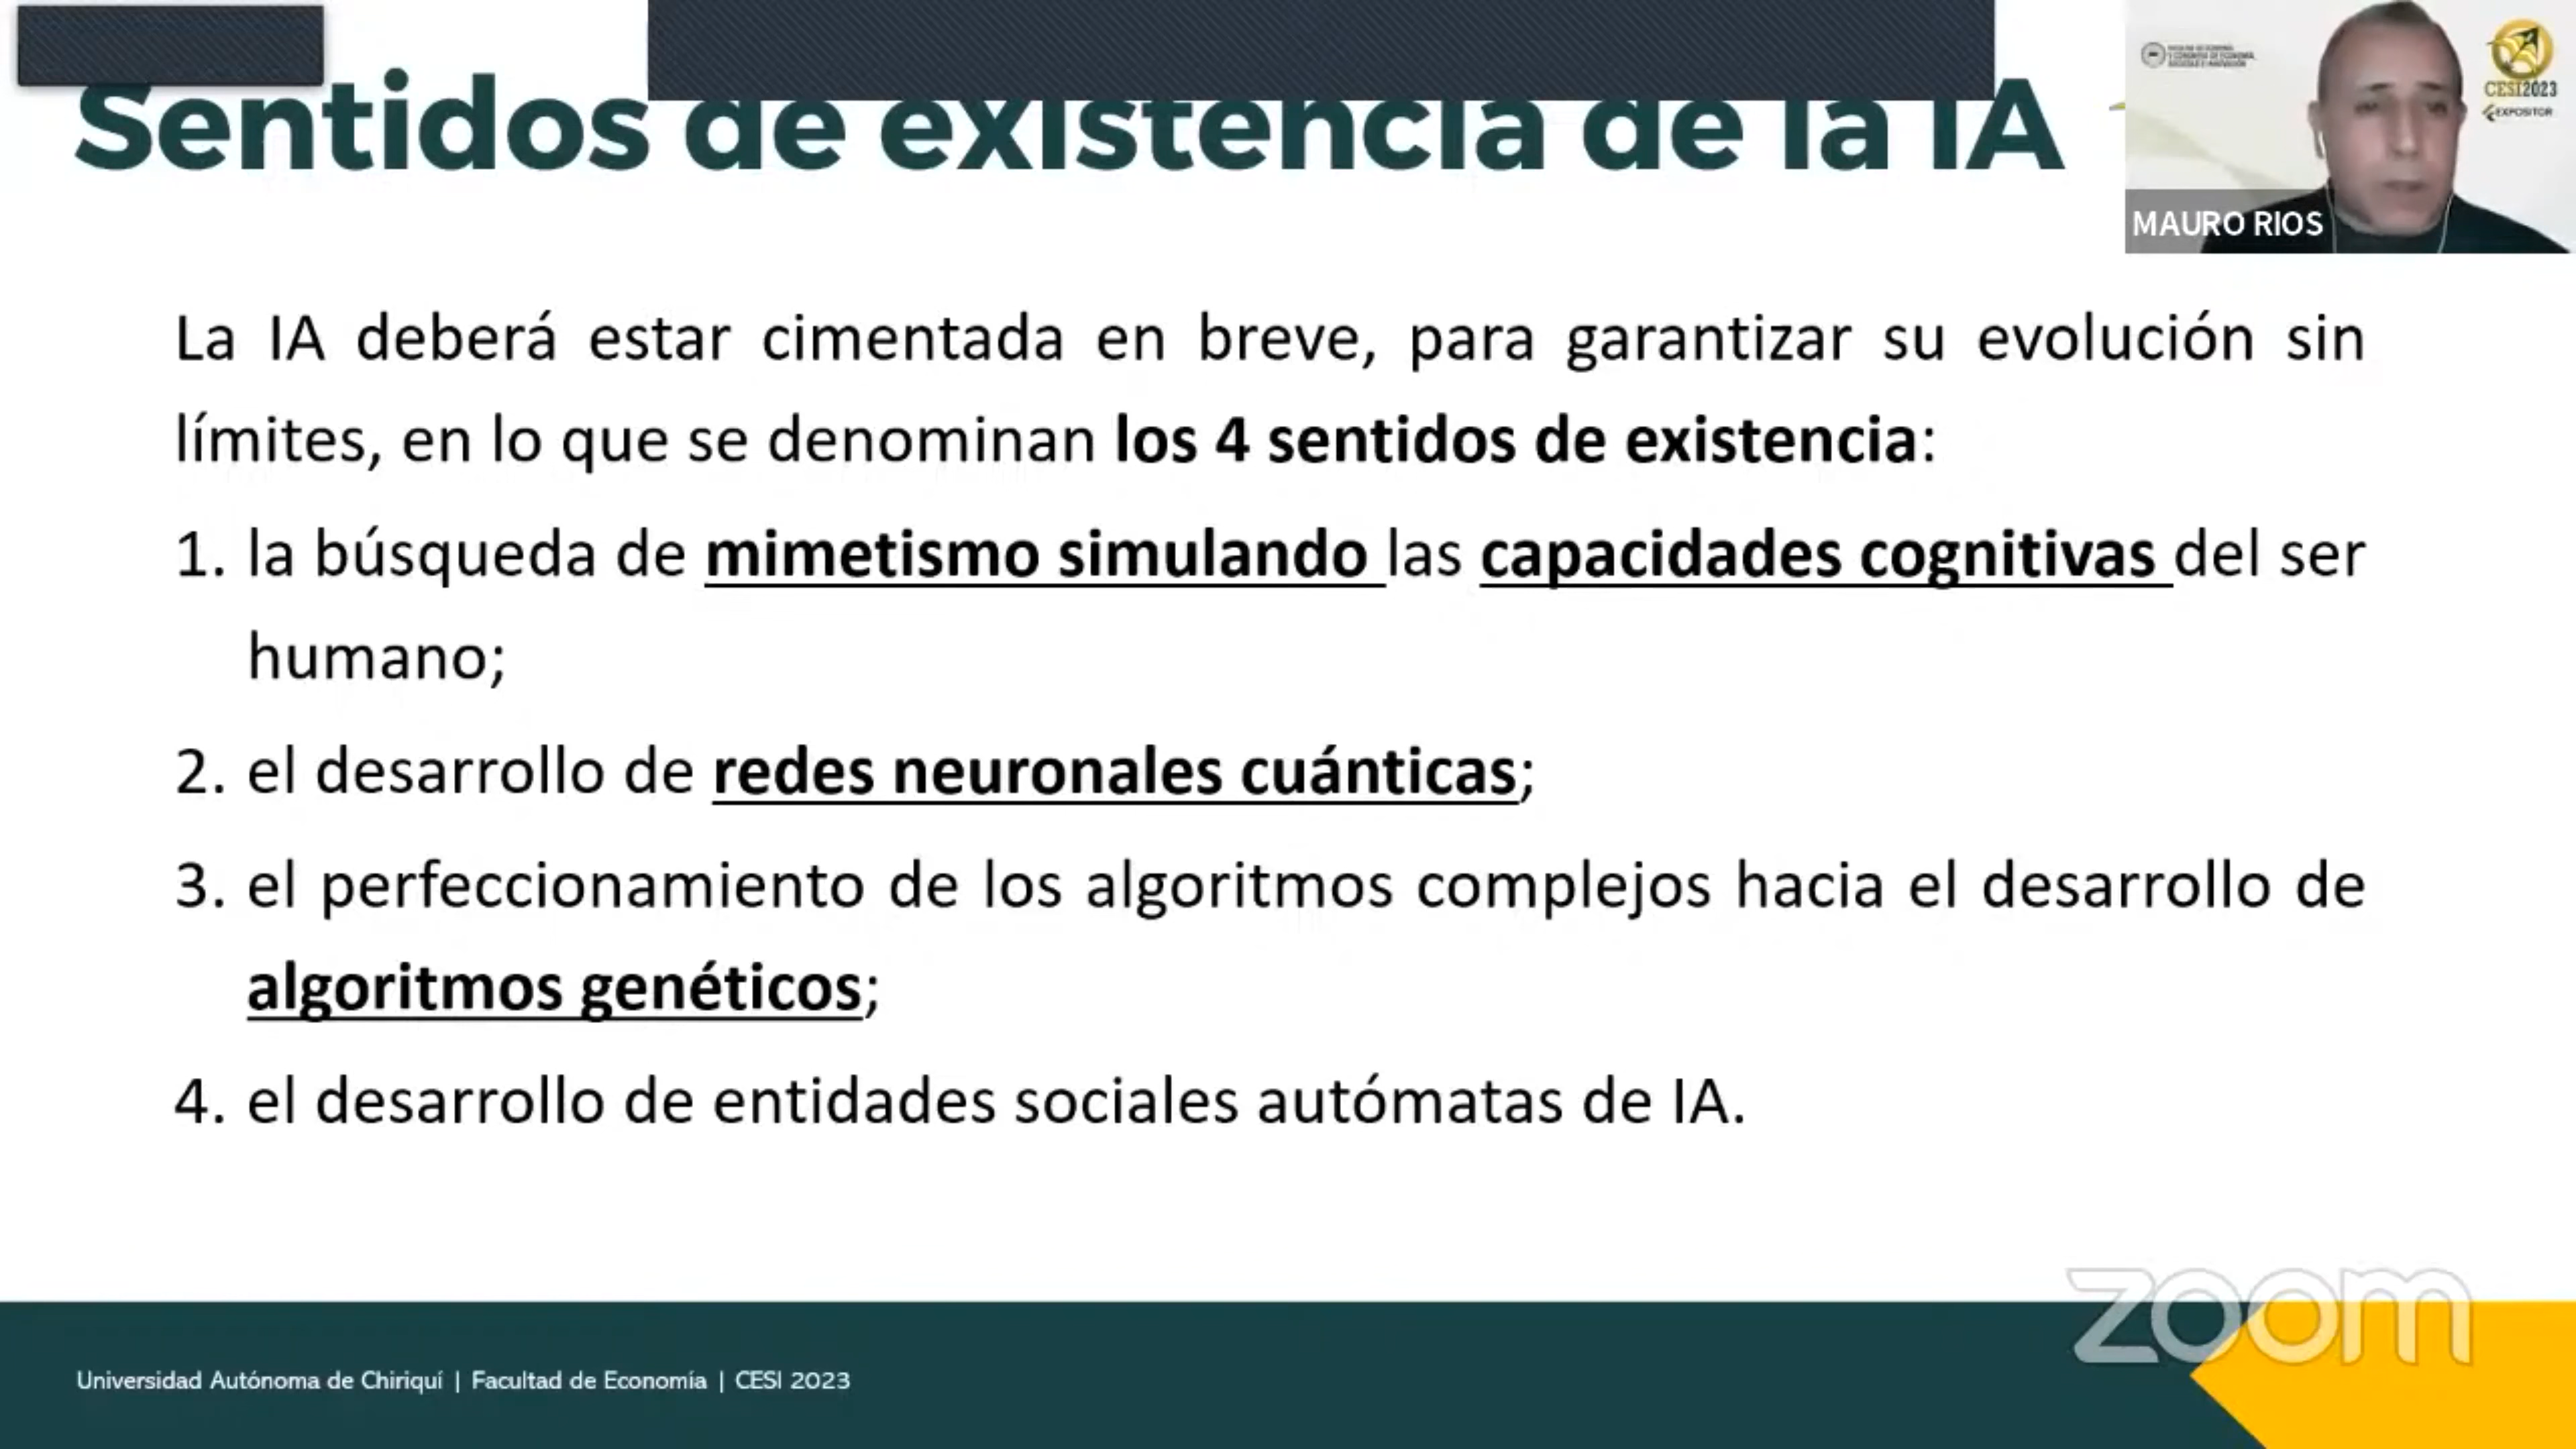 Sentidos de existencia de la IA
CESI2023
EXPOSITOR
MAURO RIOS
La IA deberá estar cimentada en breve, para garantizar su evolución sin
límites, en lo que se denominan los 4 sentidos de existencia:
1. la búsqueda de mimetismo simulando las capacidades cognitivas del ser
humano;
2. el desarrollo de redes neuronales cuánticas;
3. el perfeccionamiento de los algoritmos complejos hacia el desarrollo de
algoritmos genéticos;
4. el desarrollo de entidades sociales autómatas de IA.
zoom
Universidad Autónoma de Chiriquí | Facultad de Economía | CESI 2023